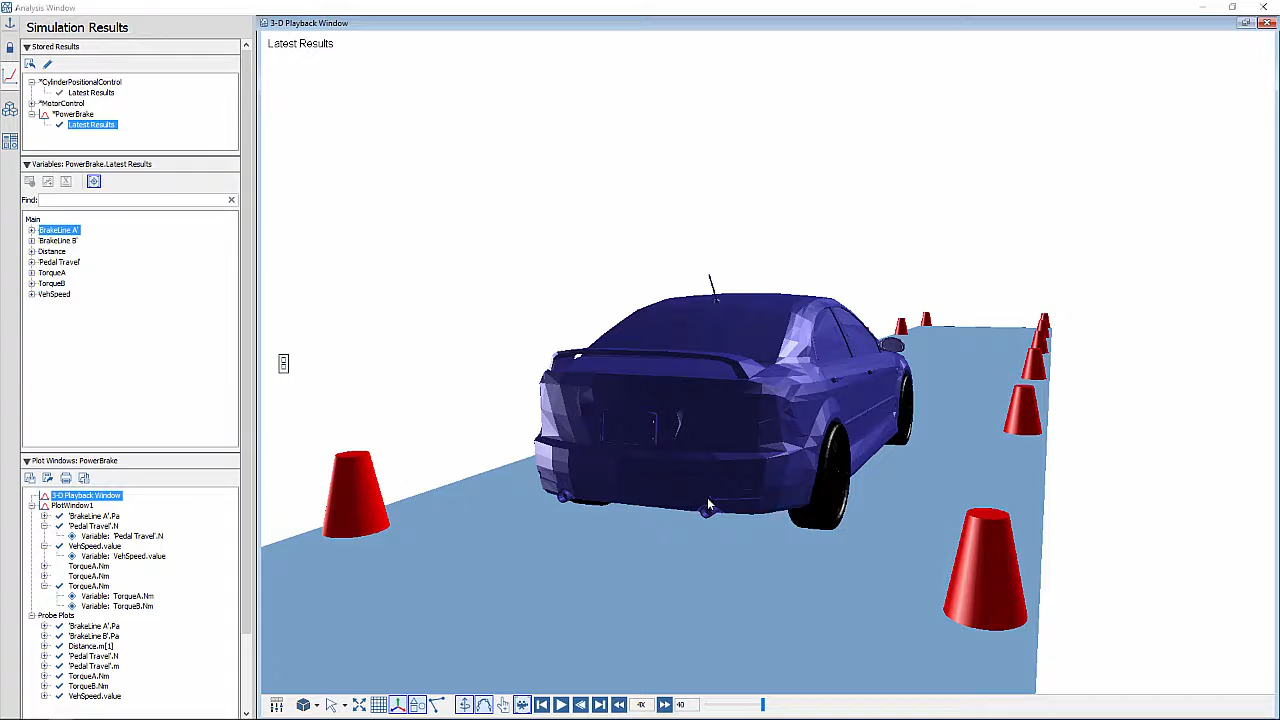 Analysis Window
Simulation Results
Stored Results
*CylinderPositionalControl
Latest Results
*MotorControl
*PowerBrake
Latest Results
Variables: PowerBrake.Latest Results
Find:
Main
'BrakeLine A'
'BrakeLine B'
Distance
'Pedal Travel'
TorqueA
TorqueB
VehSpeed
Plot Windows: PowerBrake
3-D Playback Window
PlotWindow1
'BrakeLine A'.Pa
'Pedal Travel'.N
Variable: 'Pedal Travel'.N
VehSpeed.value
Variable: VehSpeed.value
TorqueA.Nm
TorqueA.Nm
TorqueA.Nm
Variable: TorqueA.Nm
Variable: TorqueB.Nm
Probe Plots
'BrakeLine A'.Pa
'BrakeLine B'.Pa
Distance.m[1]
'Pedal Travel'.N
'Pedal Travel'.m
TorqueA.Nm
TorqueB.Nm
VehSpeed.value
3-D Playback Window
Latest Results
4X
40